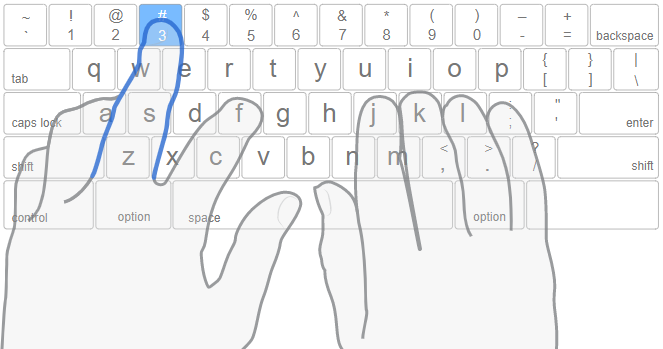 ~ ! @ # $ % ^ & * ( ) – +
` 1 2 3 4 5 6 7 8 9 0 - = backspace
tab q w e r t y u i o p { [ } ] | \
caps lock a s d f g h j k l : ; " ' enter
shift z x c v b n m < , > . ? / shift
control option space option